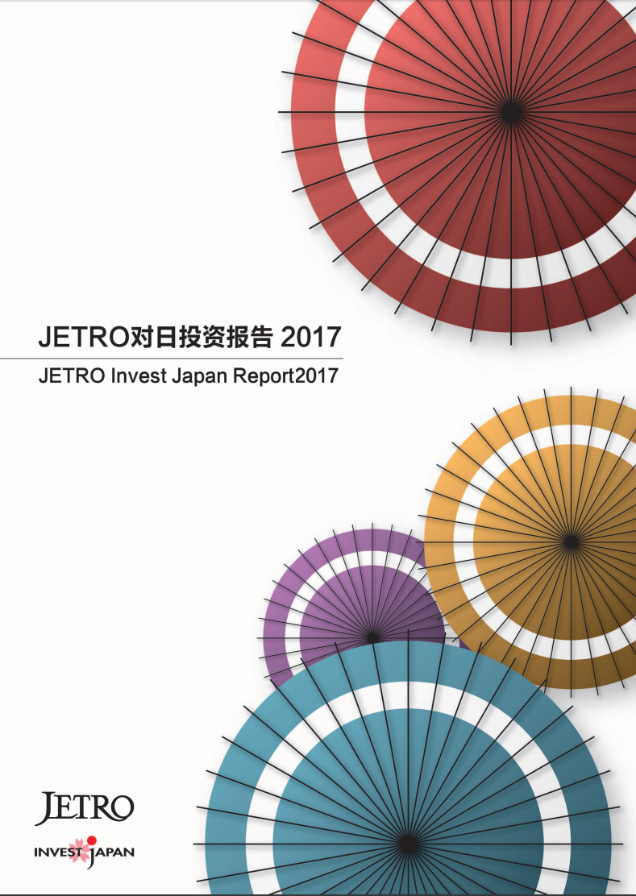 JETRO对日投资报告 2017
JETRO Invest Japan Report2017
JETRO
INVEST JAPAN